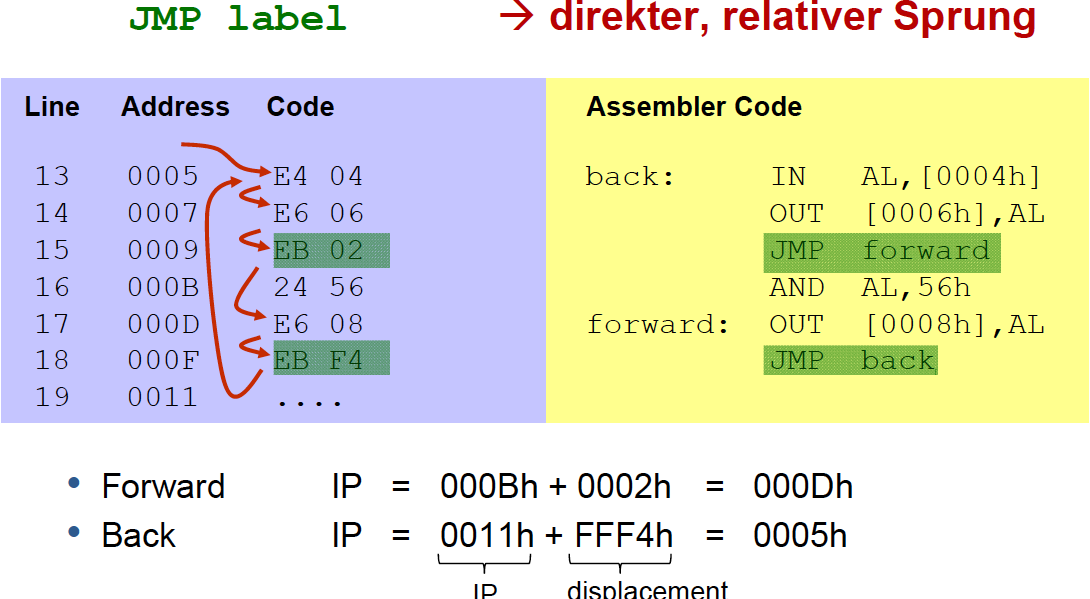 JMP label → direkter, relativer Sprung
Line Address Code Assembler Code
13 0005 E4 04 back: IN AL,[0004h]
14 0007 E6 06 OUT [0006h],AL
15 0009 EB 02 JMP forward
16 000B 24 56 AND AL,56h
17 000D E6 08 forward: OUT [0008h],AL
18 000F EB F4 JMP back
19 0011 ....
• Forward IP = 000Bh + 0002h = 000Dh
• Back IP = 0011h + FFF4h = 0005h
IP displacement